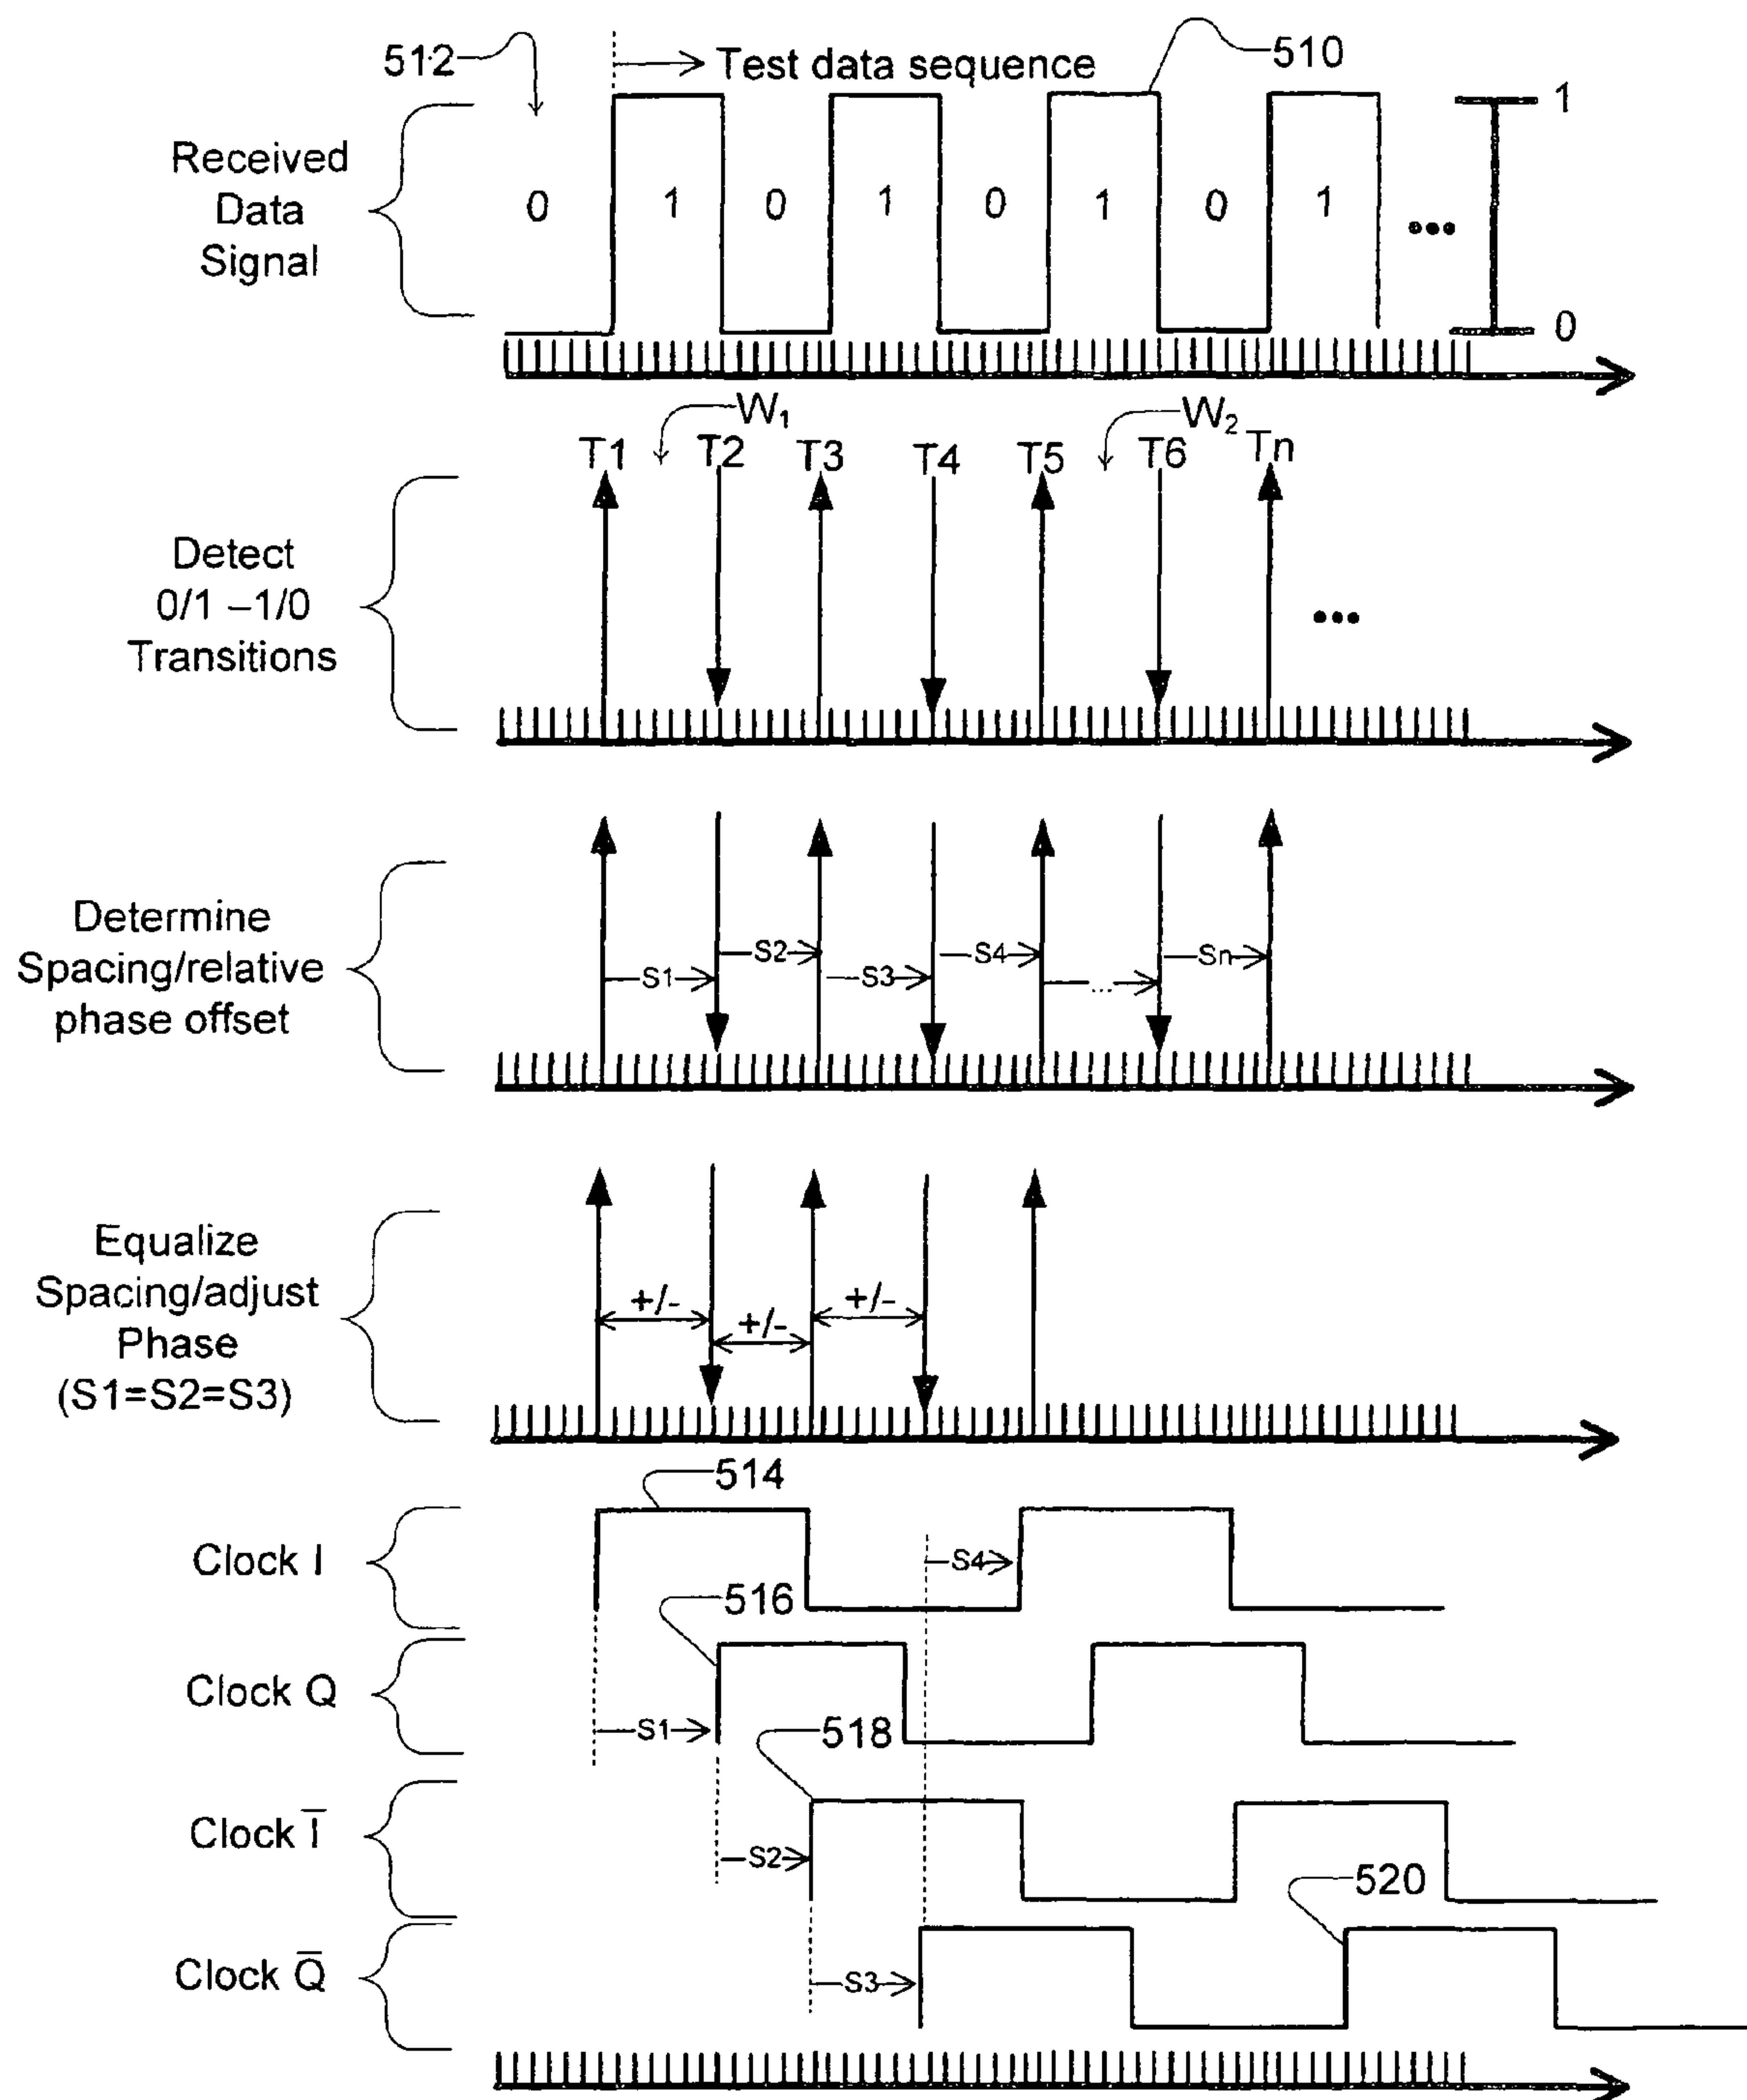 512
Test data sequence
510
Received
Data
Signal
0 1 0 1 0 1 0 1 •••
1
0
W1
W2
T1 T2 T3 T4 T5 T6 Tn
Detect
0/1 –1/0
Transitions
•••
Determine
Spacing/relative
phase offset
S1 S2 S3 S4 ... Sn
Equalize
Spacing/adjust
Phase
(S1=S2=S3)
+/- +/- +/-
514
Clock I
S4
516
Clock Q
S1
518
Clock I̅
S2
520
Clock Q̅
S3